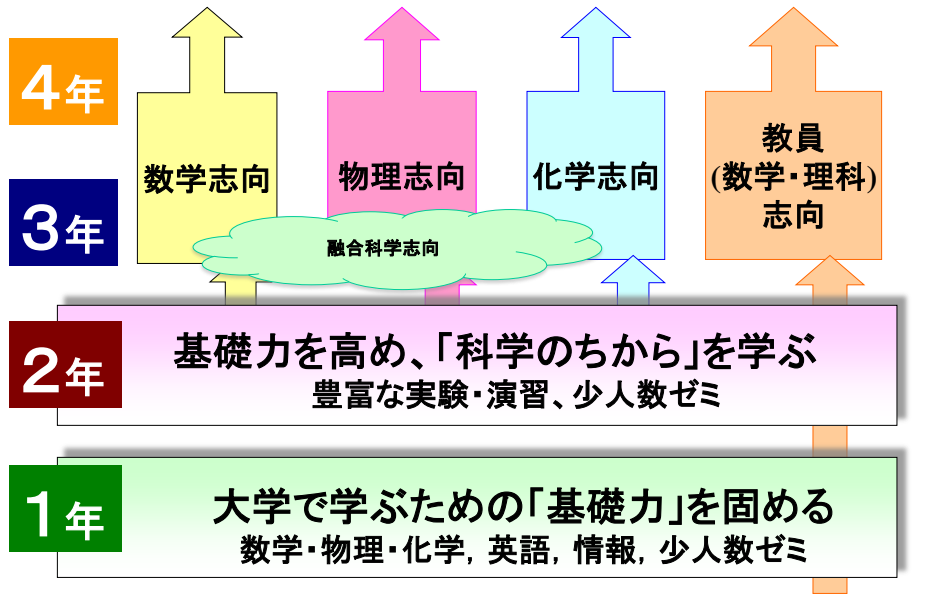 4年
数学志向
物理志向
化学志向
教員
(数学・理科)
志向
3年
融合科学志向
2年
基礎力を高め、「科学のちから」を学ぶ
豊富な実験・演習、少人数ゼミ
1年
大学で学ぶための「基礎力」を固める
数学・物理・化学, 英語, 情報, 少人数ゼミ